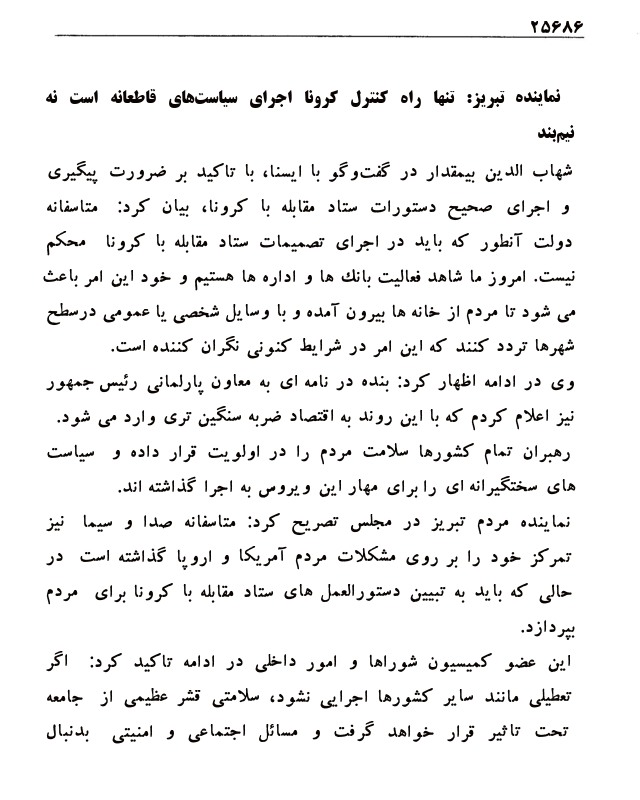 ۲۵۶۸۶
نماینده تبریز: تنها راه کنترل کرونا اجرای سیاست‌های قاطعانه است نه
نیم‌بند
شهاب الدین بیمقدار در گفت‌وگو با ایسنا، با تاکید بر ضرورت پیگیری
و اجرای صحیح دستورات ستاد مقابله با کرونا، بیان کرد: متاسفانه
دولت آنطور که باید در اجرای تصمیمات ستاد مقابله با کرونا محکم
نیست. امروز ما شاهد فعالیت بانک ها و اداره ها هستیم و خود این امر باعث
می شود تا مردم از خانه ها بیرون آمده و با وسایل شخصی یا عمومی درسطح
شهرها تردد کنند که این امر در شرایط کنونی نگران کننده است.
وی در ادامه اظهار کرد: بنده در نامه ای به معاون پارلمانی رئیس جمهور
نیز اعلام کردم که با این روند به اقتصاد ضربه سنگین تری وارد می شود.
رهبران تمام کشورها سلامت مردم را در اولویت قرار داده و سیاست
های سختگیرانه ای را برای مهار این ویروس به اجرا گذاشته اند.
نماینده مردم تبریز در مجلس تصریح کرد: متاسفانه صدا و سیما نیز
تمرکز خود را بر روی مشکلات مردم آمریکا و اروپا گذاشته است در
حالی که باید به تبیین دستورالعمل های ستاد مقابله با کرونا برای مردم
بپردازد.
این عضو کمیسیون شوراها و امور داخلی در ادامه تاکید کرد: اگر
تعطیلی مانند سایر کشورها اجرایی نشود، سلامتی قشر عظیمی از جامعه
تحت تاثیر قرار خواهد گرفت و مسائل اجتماعی و امنیتی بدنبال